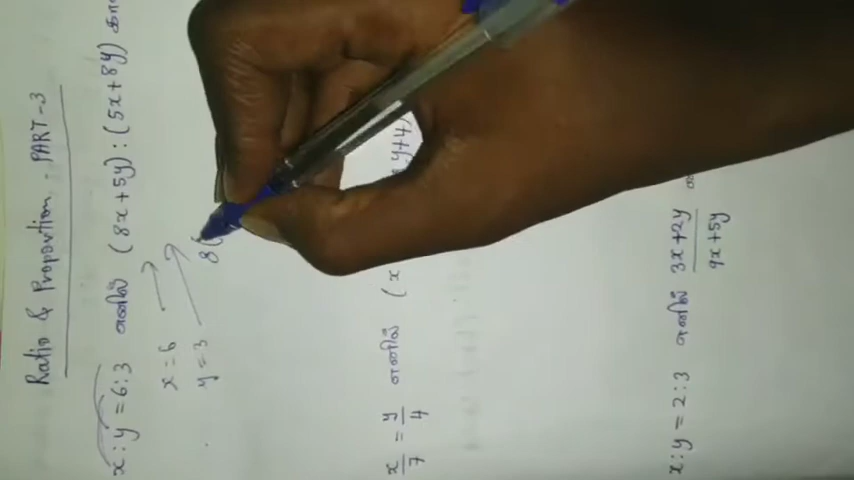 Ratio & Proportion - PART-3
x : y = 6:3 எனில் (8x+5y) : (5x+8y)
x = 6
y = 3
8(
x/7 = y/4 எனில் (x y+4)
x:y = 2:3 எனில் 3x+2y/9x+5y